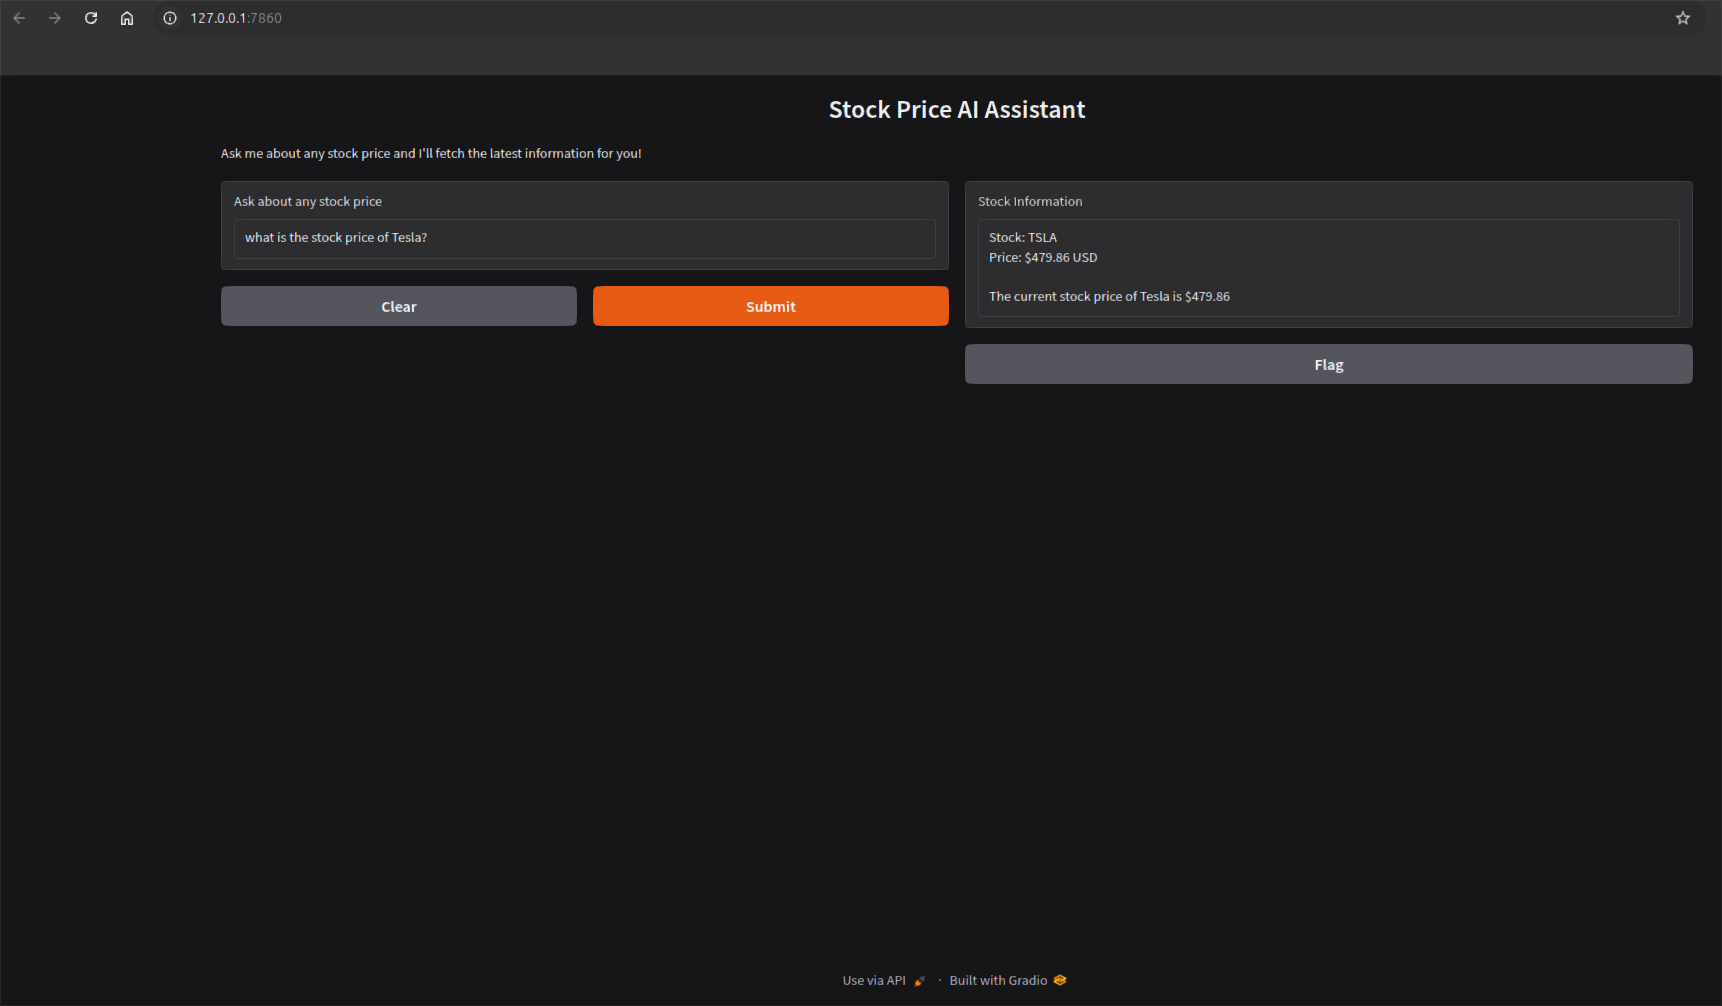 127.0.0.1:7860
Stock Price AI Assistant
Ask me about any stock price and I'll fetch the latest information for you!
Ask about any stock price
what is the stock price of Tesla?
Clear
Submit
Stock Information
Stock: TSLA
Price: $479.86 USD
The current stock price of Tesla is $479.86
Flag
Use via API 🚀 · Built with Gradio